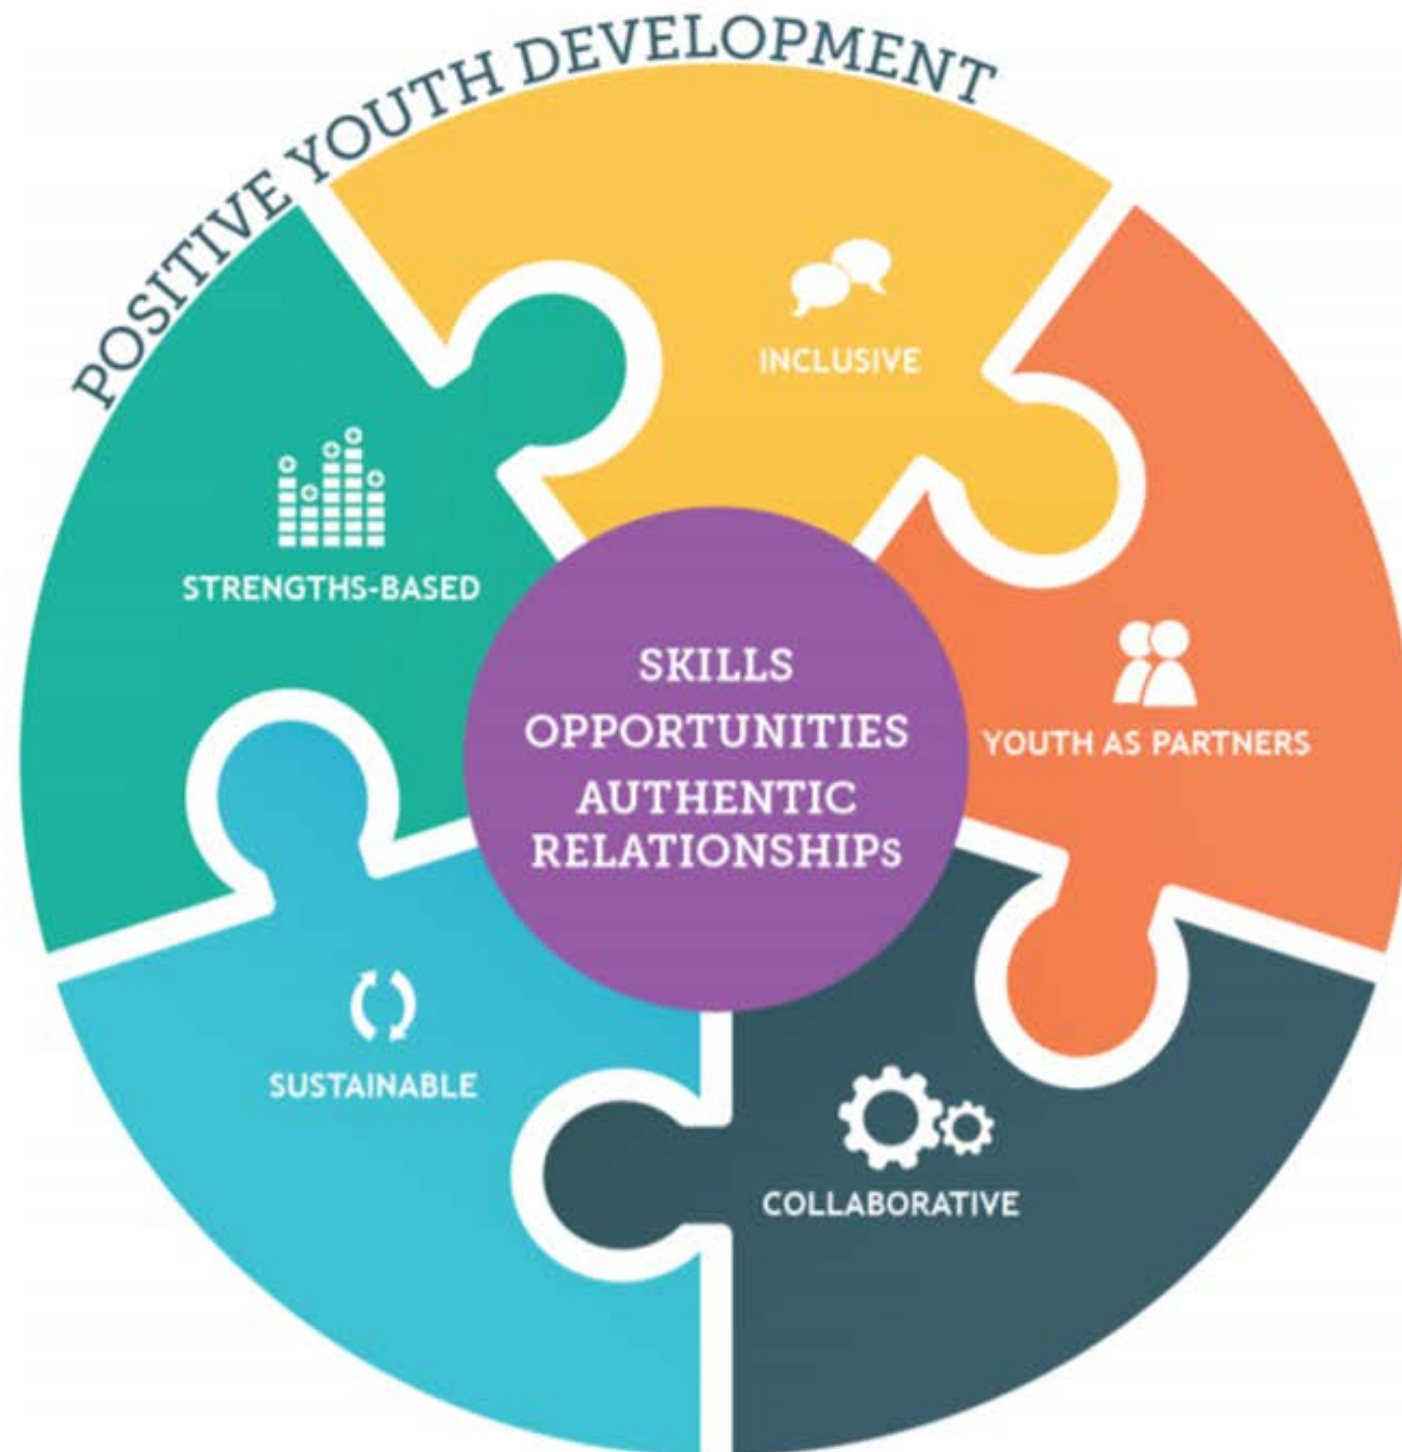 POSITIVE YOUTH DEVELOPMENT
INCLUSIVE
STRENGTHS-BASED
SKILLS
OPPORTUNITIES
AUTHENTIC
RELATIONSHIPs
YOUTH AS PARTNERS
SUSTAINABLE
COLLABORATIVE